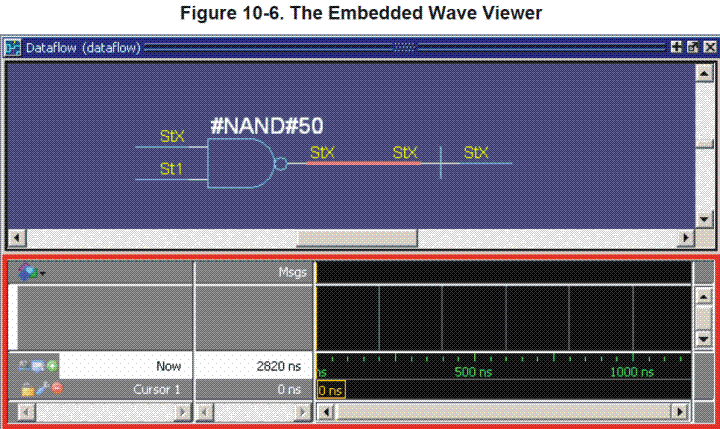 Figure 10-6. The Embedded Wave Viewer
Dataflow (dataflow)
#NAND#50
StX
StX
StX
StX
St1
Msgs
Now
2820 ns
ns
500 ns
1000 ns
Cursor 1
0 ns
0 ns